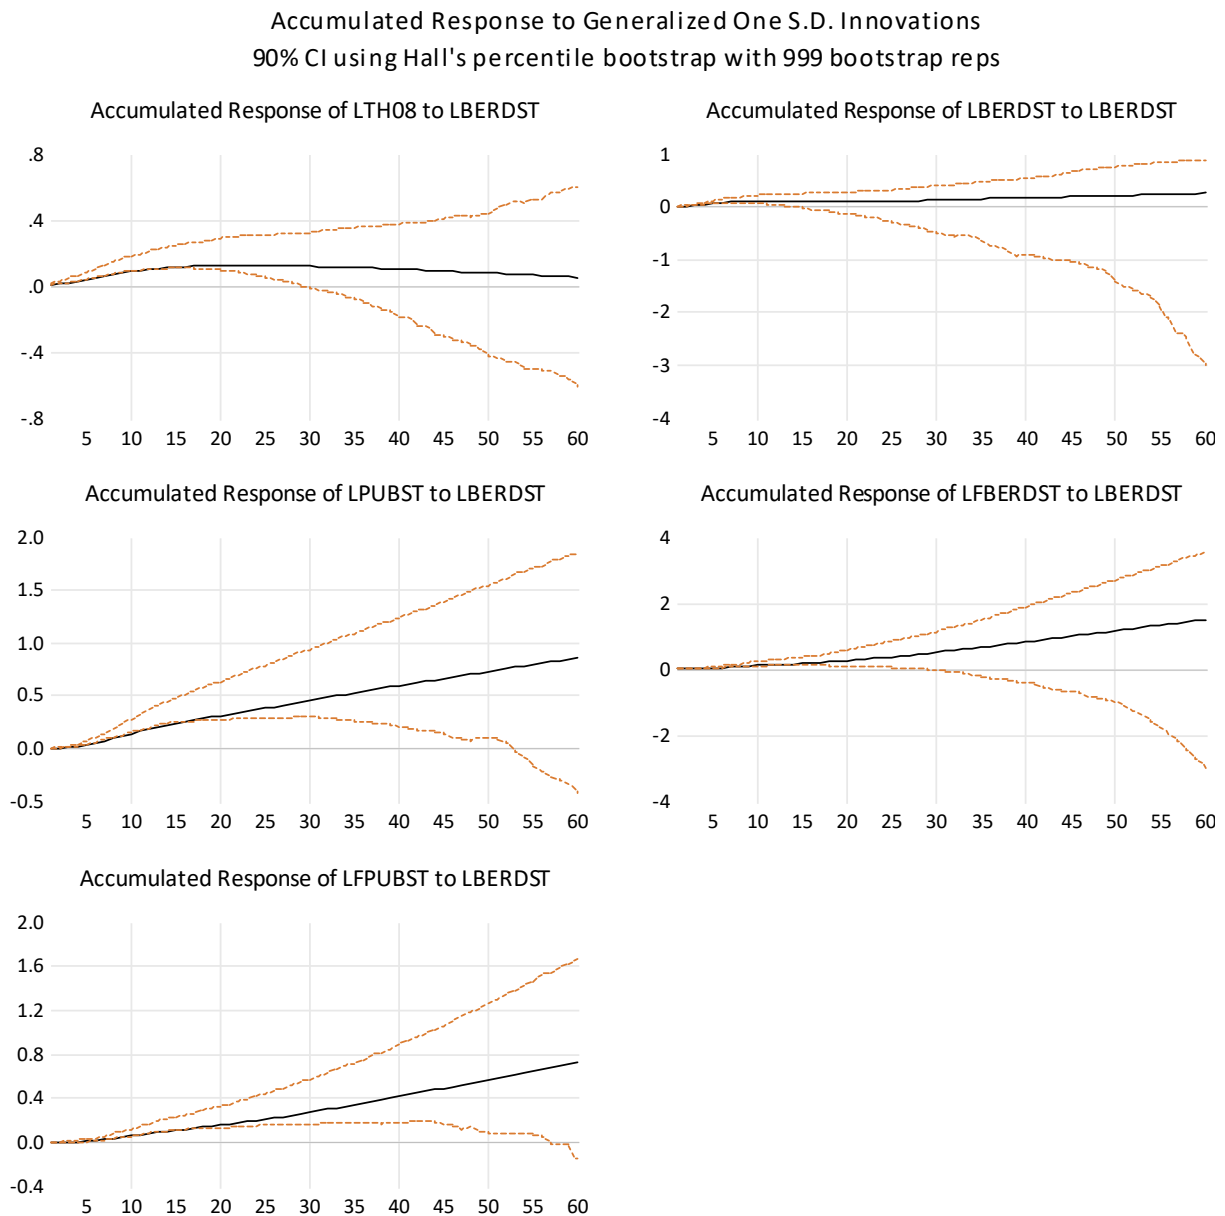 Accumulated Response to Generalized One S.D. Innovations
90% CI using Hall's percentile bootstrap with 999 bootstrap reps
Accumulated Response of LTH08 to LBERDST
.8
.4
.0
-.4
-.8
5 10 15 20 25 30 35 40 45 50 55 60
Accumulated Response of LBERDST to LBERDST
1
0
-1
-2
-3
-4
5 10 15 20 25 30 35 40 45 50 55 60
Accumulated Response of LPUBST to LBERDST
2.0
1.5
1.0
0.5
0.0
-0.5
5 10 15 20 25 30 35 40 45 50 55 60
Accumulated Response of LFBERDST to LBERDST
4
2
0
-2
-4
5 10 15 20 25 30 35 40 45 50 55 60
Accumulated Response of LFPUBST to LBERDST
2.0
1.6
1.2
0.8
0.4
0.0
-0.4
5 10 15 20 25 30 35 40 45 50 55 60